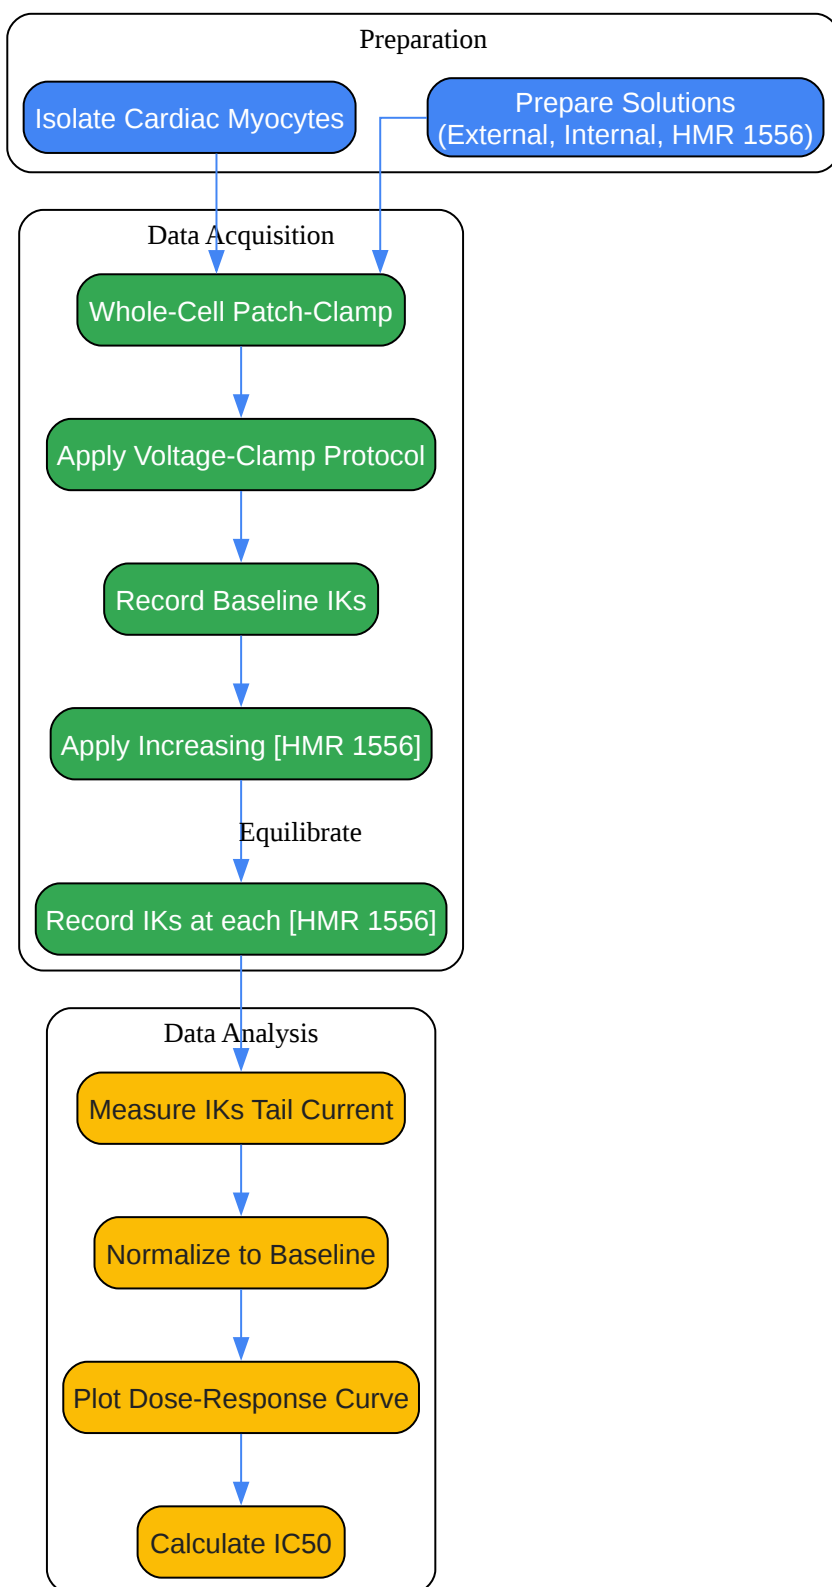 Preparation
Isolate Cardiac Myocytes
Prepare Solutions
(External, Internal, HMR 1556)
Data Acquisition
Whole-Cell Patch-Clamp
Apply Voltage-Clamp Protocol
Record Baseline IKs
Apply Increasing [HMR 1556]
Equilibrate
Record IKs at each [HMR 1556]
Data Analysis
Measure IKs Tail Current
Normalize to Baseline
Plot Dose-Response Curve
Calculate IC50